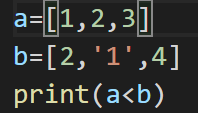 a=[1,2,3]
b=[2,'1',4]
print(a<b)